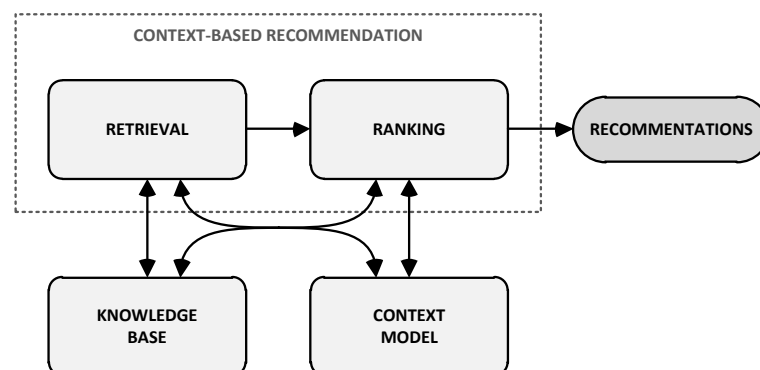 CONTEXT-BASED RECOMMENDATION
RETRIEVAL
RANKING
RECOMMENTATIONS
KNOWLEDGE
BASE
CONTEXT
MODEL